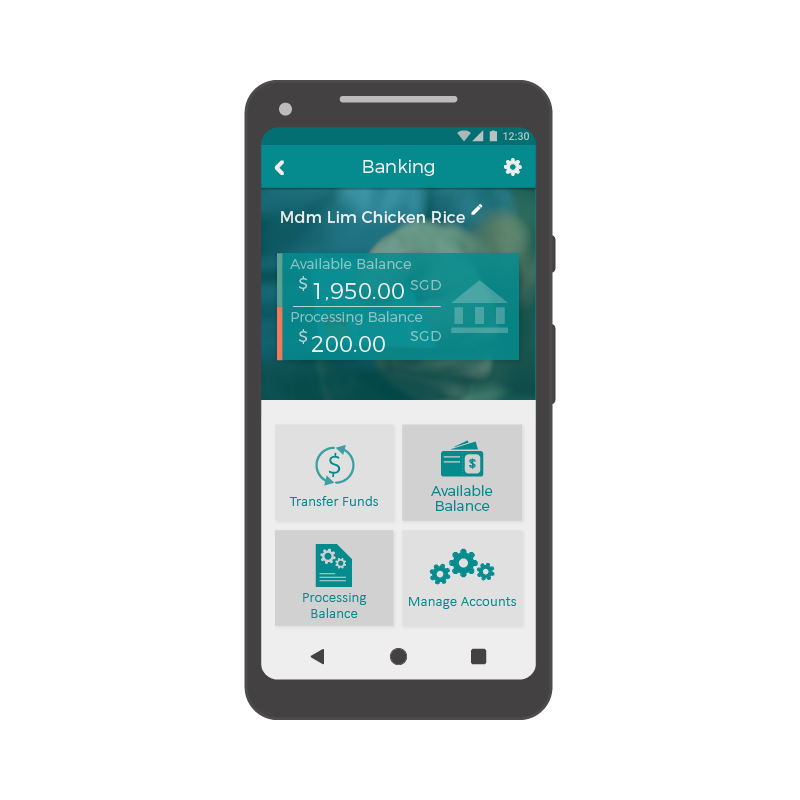 12:30
Banking
Mdm Lim Chicken Rice
Available Balance
$ 1,950.00 SGD
Processing Balance
$ 200.00 SGD
$
$
Transfer Funds
Available
Balance
Processing
Balance
Manage Accounts